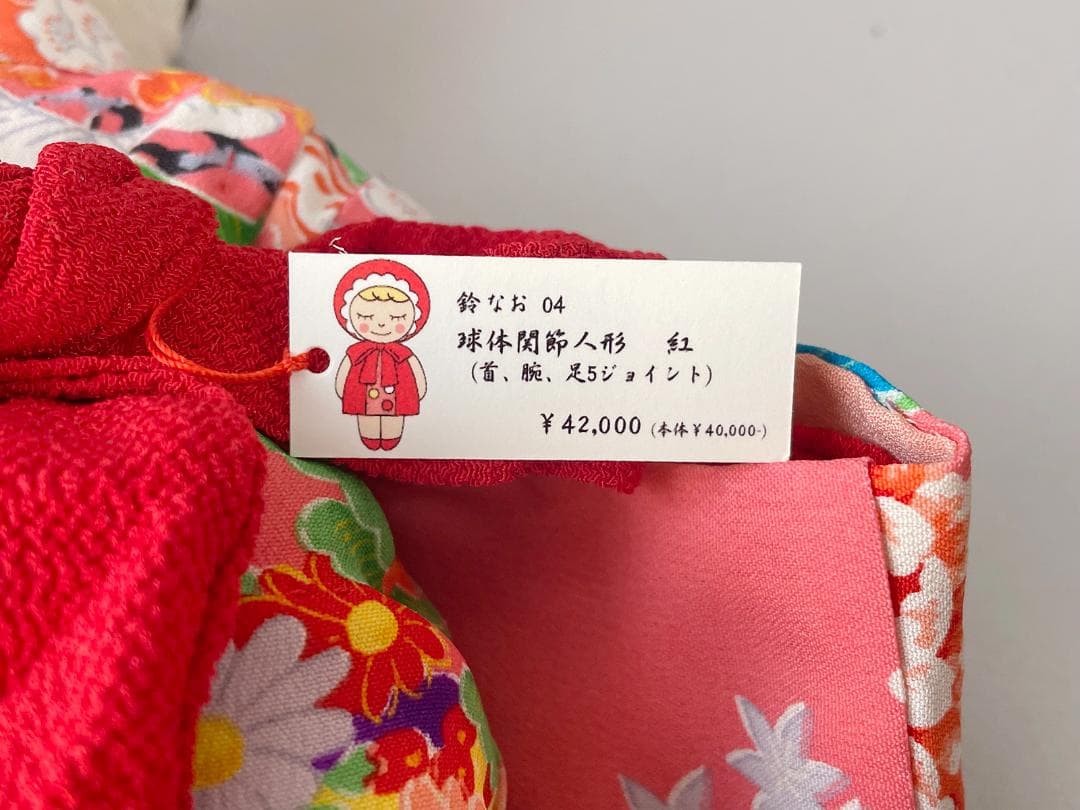 鈴なお 04
球体関節人形　紅
(首、腕、足5ジョイント)
¥42,000 (本体¥40,000-)